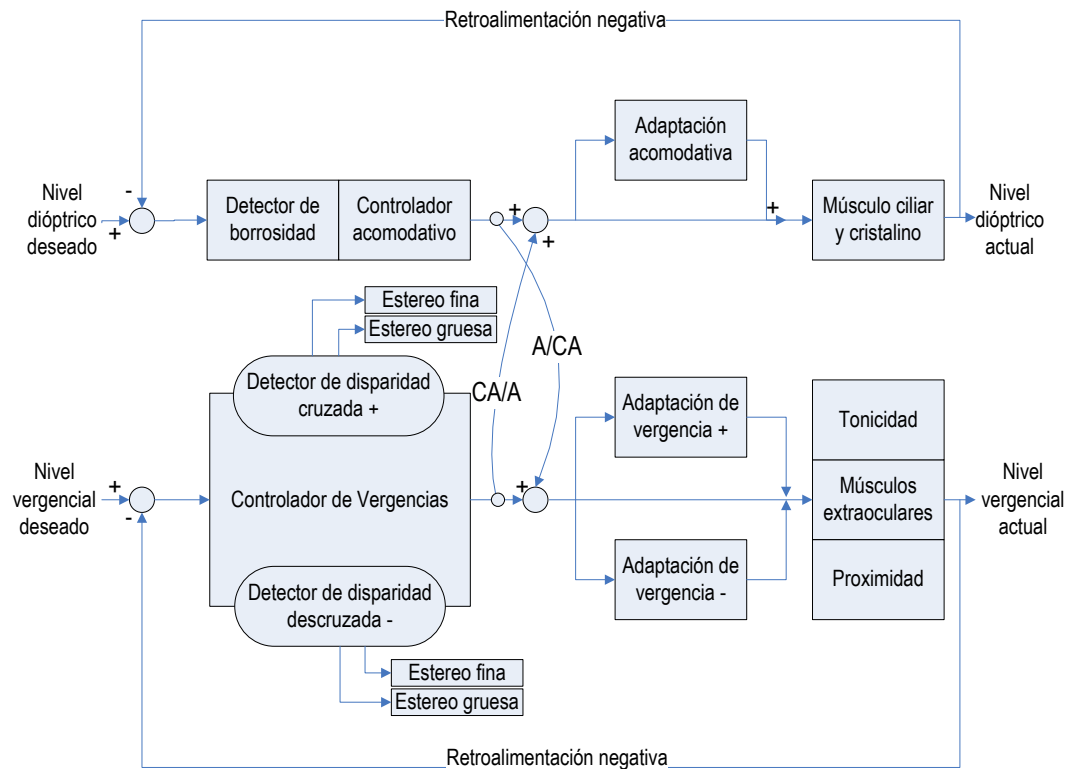 Retroalimentación negativa
Adaptación
acomodativa
-
+
Nivel
dióptrico
deseado
Detector de
borrosidad
Controlador
acomodativo
+
+
+
Músculo ciliar
y cristalino
Nivel
dióptrico
actual
Estereo fina
Estereo gruesa
A/CA
CA/A
Detector de disparidad
cruzada +
Nivel
vergencial
deseado
+
-
Controlador de Vergencias
+
Adaptación de
vergencia +
Tonicidad
Músculos
extraoculares
Proximidad
Nivel
vergencial
actual
Adaptación de
vergencia -
Detector de disparidad
descruzada -
Estereo fina
Estereo gruesa
Retroalimentación negativa